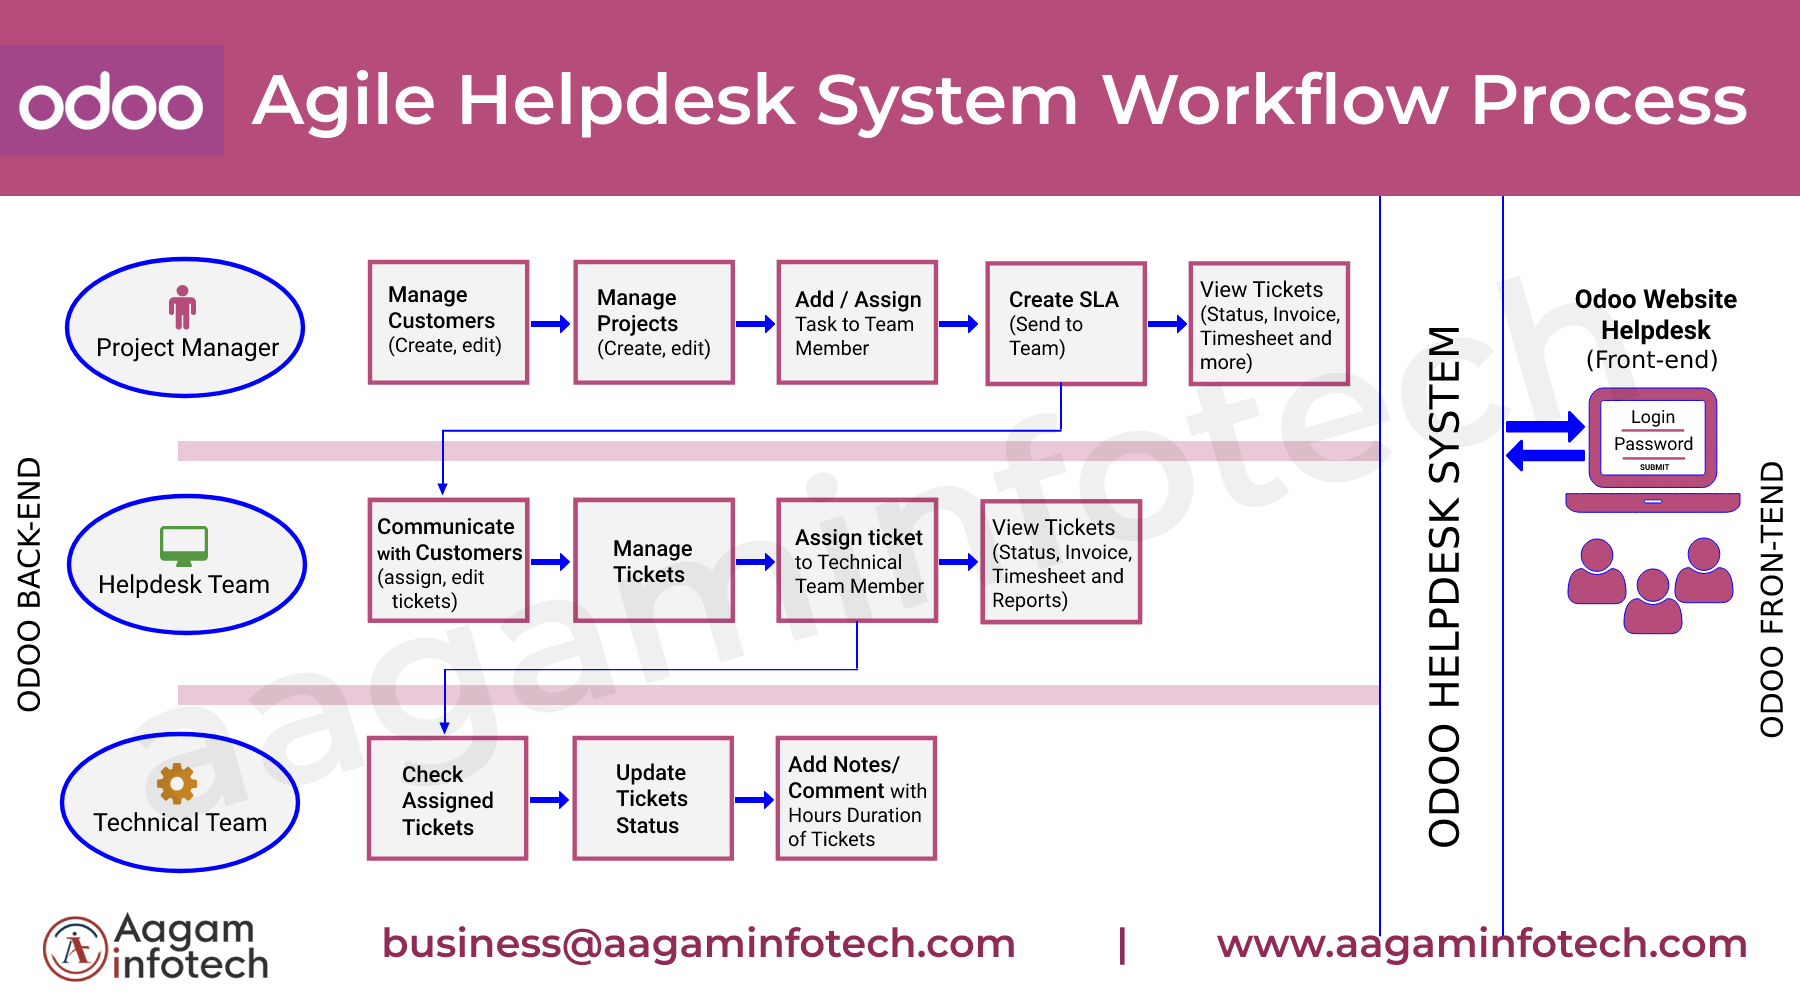 odoo
Agile Helpdesk System Workflow Process
ODOO BACK-END
Project Manager
Manage
Customers
(Create, edit)
Manage
Projects
(Create, edit)
Add / Assign
Task to Team
Member
Create SLA
(Send to
Team)
View Tickets
(Status, Invoice,
Timesheet and
more)
Helpdesk Team
Communicate
with Customers
(assign, edit
tickets)
Manage
Tickets
Assign ticket
to Technical
Team Member
View Tickets
(Status, Invoice,
Timesheet and
Reports)
Technical Team
Check
Assigned
Tickets
Update
Tickets
Status
Add Notes/
Comment with
Hours Duration
of Tickets
ODOO HELPDESK SYSTEM
Odoo Website
Helpdesk
(Front-end)
Login
Password
SUBMIT
ODOO FRON-TEND
aagaminfotech
Aagam
infotech
business@aagaminfotech.com | www.aagaminfotech.com